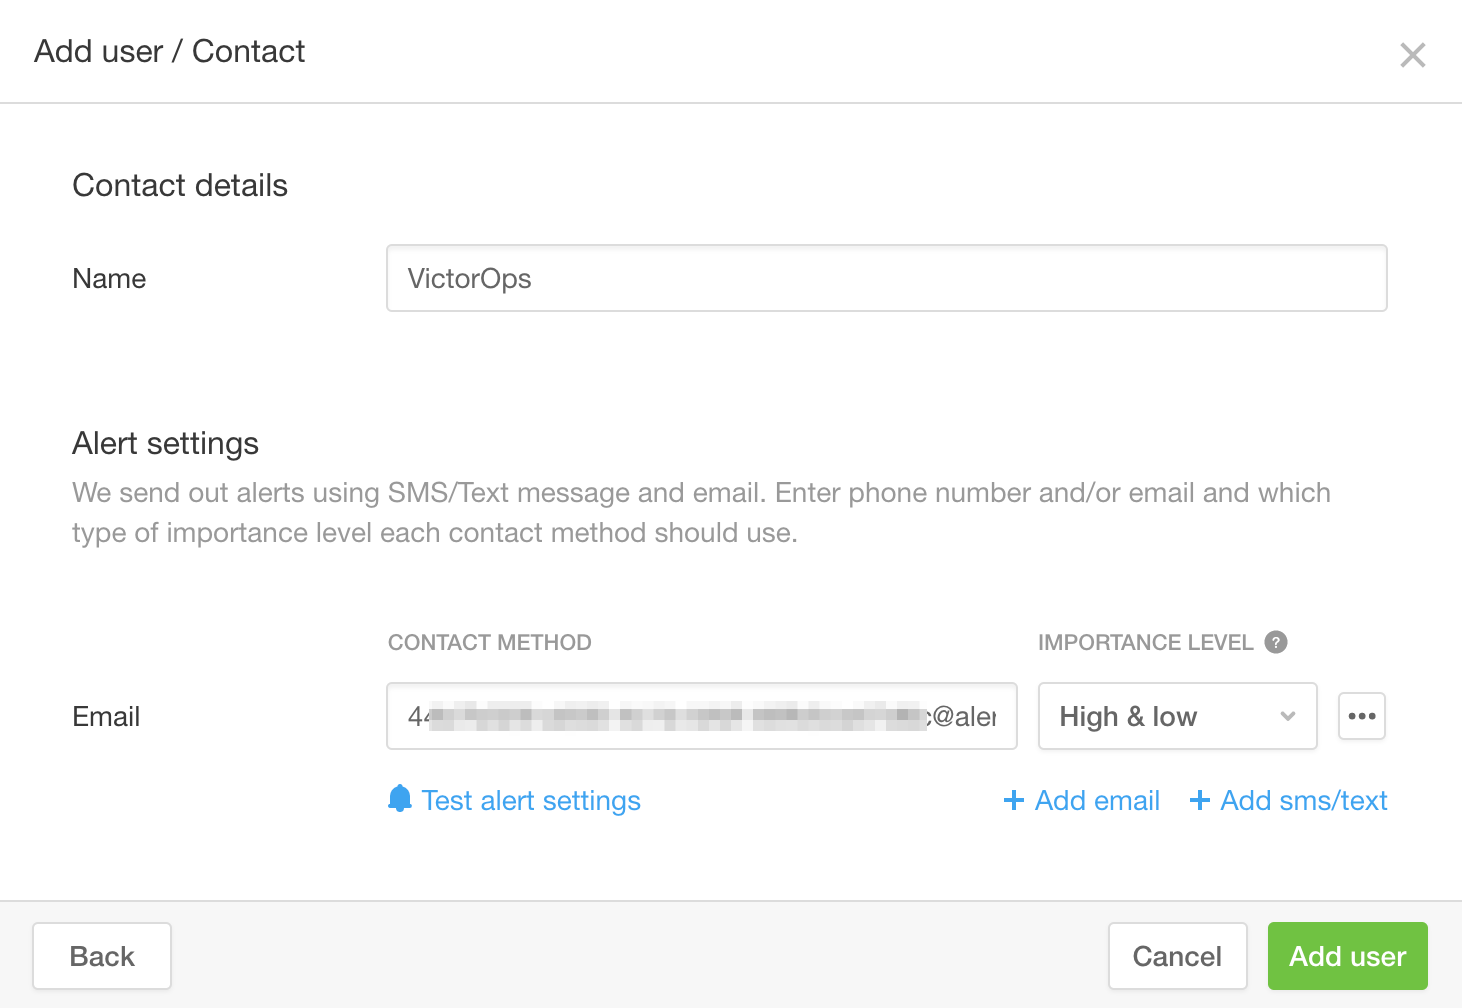 Add user / Contact
Contact details
Name
VictorOps
Alert settings
We send out alerts using SMS/Text message and email. Enter phone number and/or email and which
type of importance level each contact method should use.
CONTACT METHOD
IMPORTANCE LEVEL ?
Email
c@aler
High & low
Test alert settings
+ Add email
+ Add sms/text
Back
Cancel
Add user